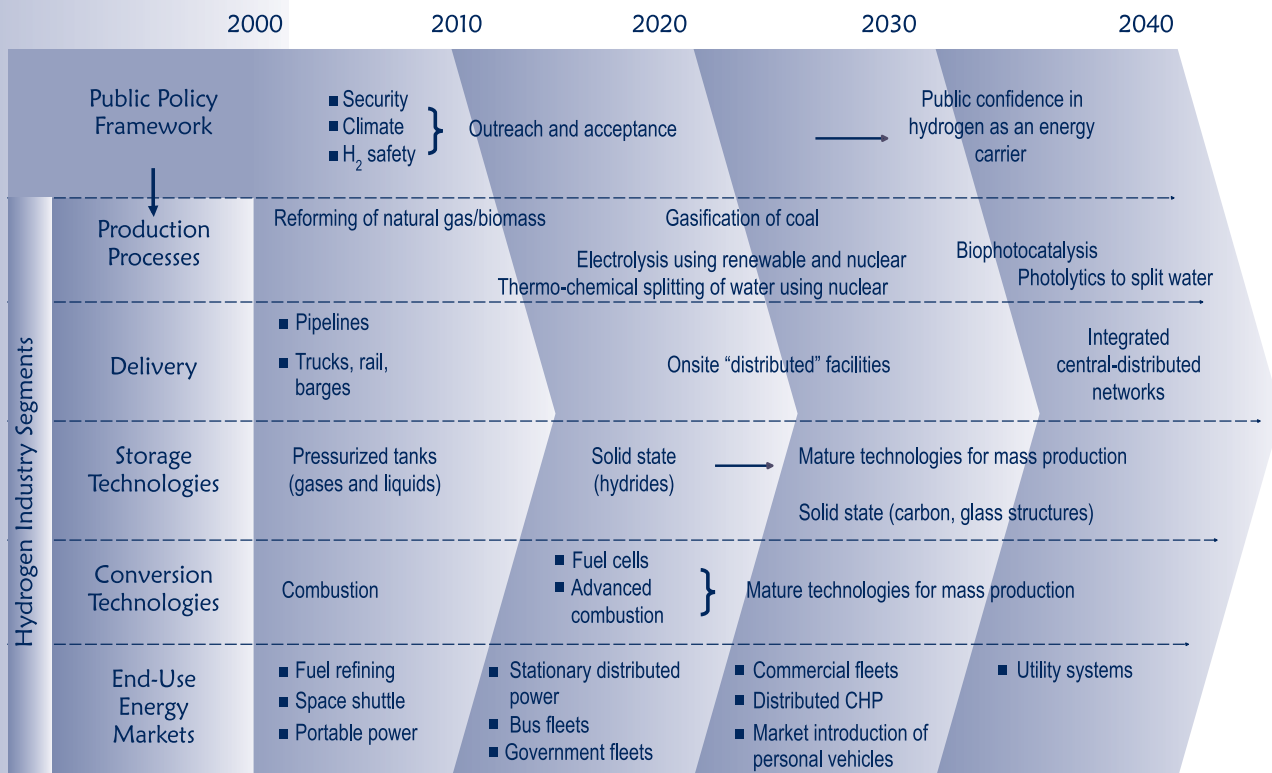 2000 2010 2020 2030 2040
Public Policy
Framework
■ Security
■ Climate
■ H₂ safety
Outreach and acceptance
Public confidence in
hydrogen as an energy
carrier
Hydrogen Industry Segments
Production
Processes
Reforming of natural gas/biomass
Gasification of coal
Electrolysis using renewable and nuclear
Thermo-chemical splitting of water using nuclear
Biophotocatalysis
Photolytics to split water
Delivery
■ Pipelines
■ Trucks, rail,
barges
Onsite “distributed” facilities
Integrated
central-distributed
networks
Storage
Technologies
Pressurized tanks
(gases and liquids)
Solid state
(hydrides)
Mature technologies for mass production
Solid state (carbon, glass structures)
Conversion
Technologies
Combustion
■ Fuel cells
■ Advanced
combustion
Mature technologies for mass production
End-Use
Energy
Markets
■ Fuel refining
■ Space shuttle
■ Portable power
■ Stationary distributed
power
■ Bus fleets
■ Government fleets
■ Commercial fleets
■ Distributed CHP
■ Market introduction of
personal vehicles
■ Utility systems